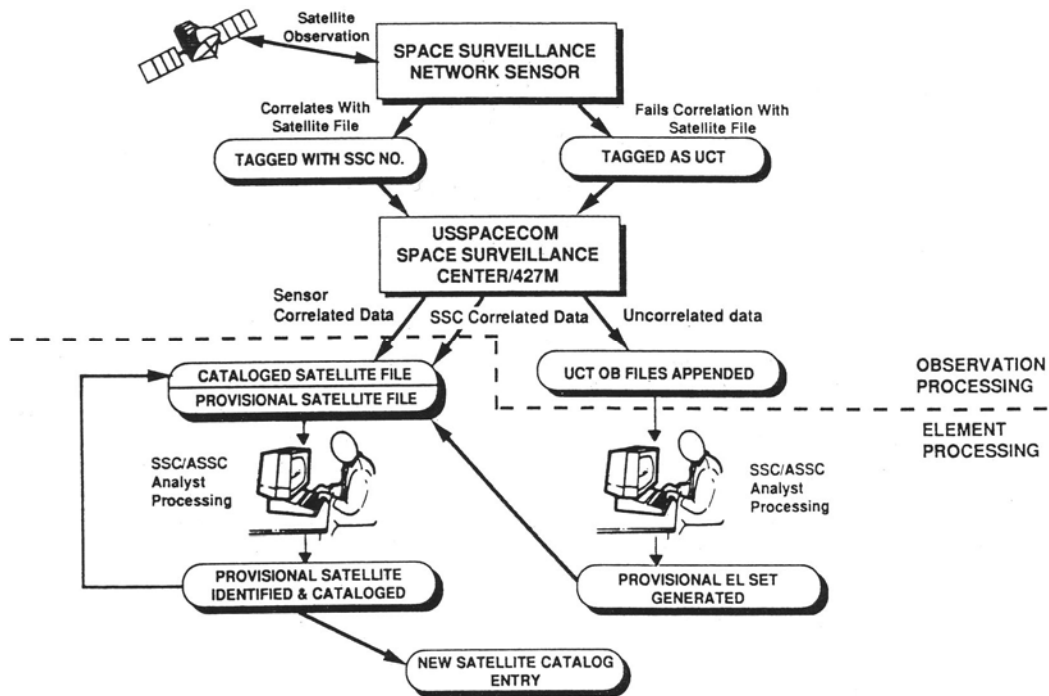 Satellite
Observation
SPACE SURVEILLANCE
NETWORK SENSOR
Correlates With
Satellite File
Fails Correlation With
Satellite File
TAGGED WITH SSC NO.
TAGGED AS UCT
USSPACECOM
SPACE SURVEILLANCE
CENTER/427M
Sensor
Correlated Data
SSC Correlated Data
Uncorrelated data
CATALOGED SATELLITE FILE
PROVISIONAL SATELLITE FILE
UCT OB FILES APPENDED
OBSERVATION
PROCESSING
ELEMENT
PROCESSING
SSC/ASSC
Analyst
Processing
SSC/ASSC
Analyst
Processing
PROVISIONAL SATELLITE
IDENTIFIED & CATALOGED
PROVISIONAL EL SET
GENERATED
NEW SATELLITE CATALOG
ENTRY